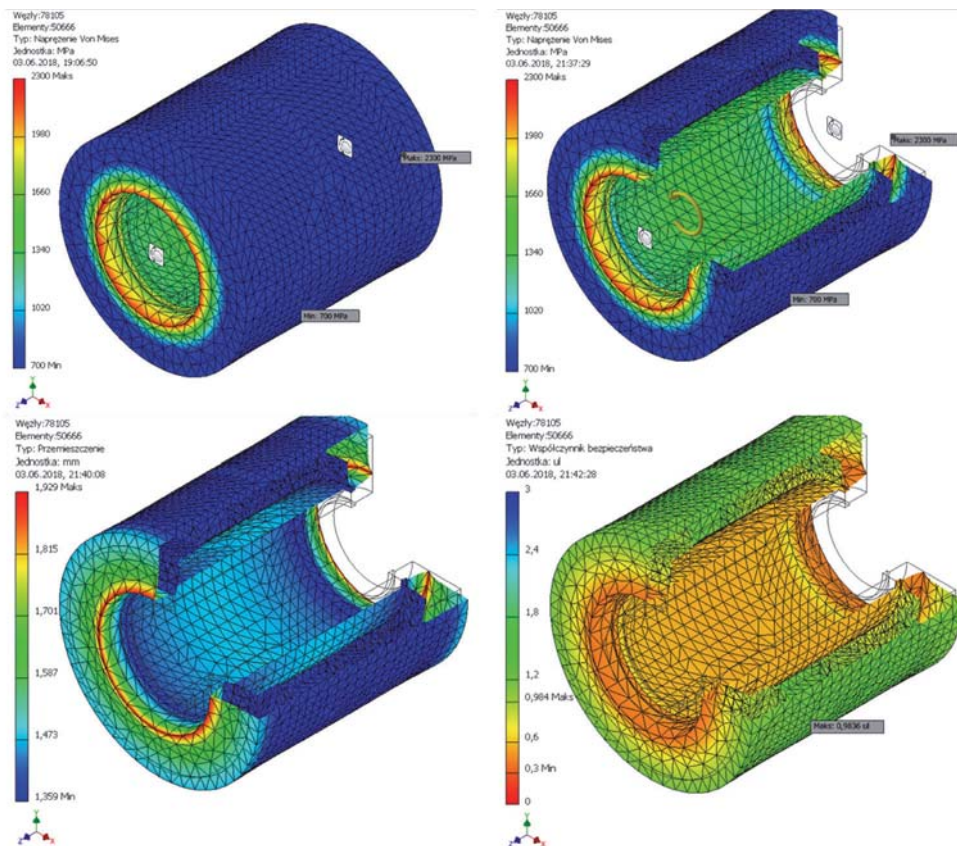 Węzły:78105
Elementy:50666
Typ: Naprężenie Von Mises
Jednostka: MPa
03.06.2018, 19:06:50
2300 Maks
1980
1660
1340
1020
700 Min
Maks: 2300 MPa
Min: 700 MPa
Y
Z
X
Węzły:78105
Elementy:50666
Typ: Naprężenie Von Mises
Jednostka: MPa
03.06.2018, 21:37:29
2300 Maks
1980
1660
1340
1020
700 Min
Maks: 2300 MPa
Min: 700 MPa
Y
Z
X
Węzły:78105
Elementy:50666
Typ: Przemieszczenie
Jednostka: mm
03.06.2018, 21:40:08
1,929 Maks
1,815
1,701
1,587
1,473
1,359 Min
Y
Z
X
Węzły:78105
Elementy:50666
Typ: Współczynnik bezpieczeństwa
Jednostka: ul
03.06.2018, 21:42:28
3
2,4
1,8
1,2
0,984 Maks
0,6
0,3 Min
0
Maks: 0,9836 ul
Y
Z
X